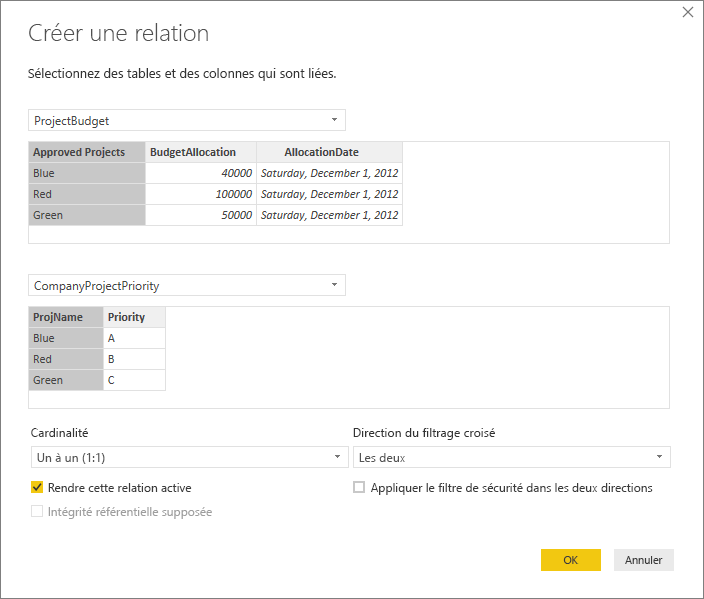 Créer une relation
Sélectionnez des tables et des colonnes qui sont liées.
ProjectBudget
Approved Projects BudgetAllocation AllocationDate
Blue 40000 Saturday, December 1, 2012
Red 100000 Saturday, December 1, 2012
Green 50000 Saturday, December 1, 2012
CompanyProjectPriority
ProjName Priority
Blue A
Red B
Green C
Cardinalité Direction du filtrage croisé
Un à un (1:1) Les deux
Rendre cette relation active Appliquer le filtre de sécurité dans les deux directions
Intégrité référentielle supposée
OK Annuler